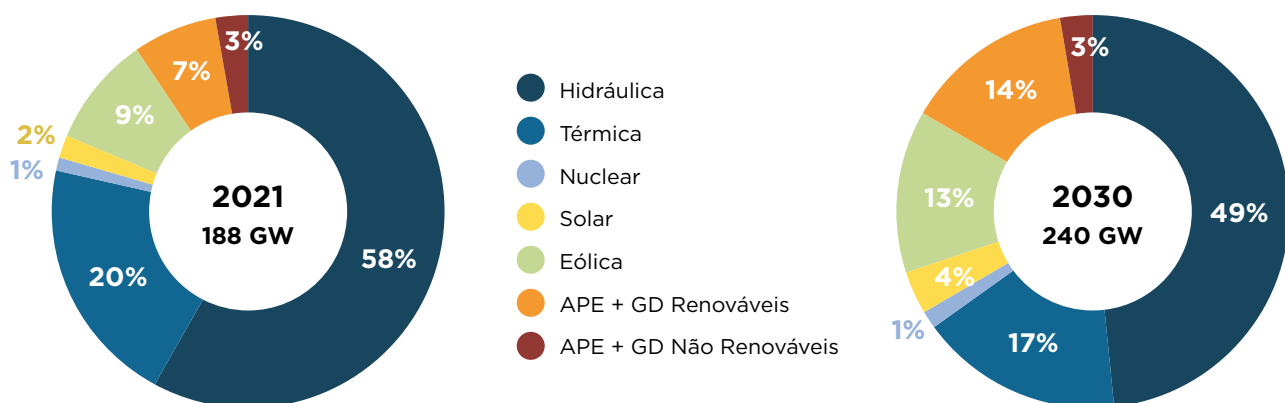 3%
7%
9%
2%
1%
20%
58%
2021
188 GW
Hidráulica
Térmica
Nuclear
Solar
Eólica
APE + GD Renováveis
APE + GD Não Renováveis
3%
14%
13%
4%
1%
17%
49%
2030
240 GW